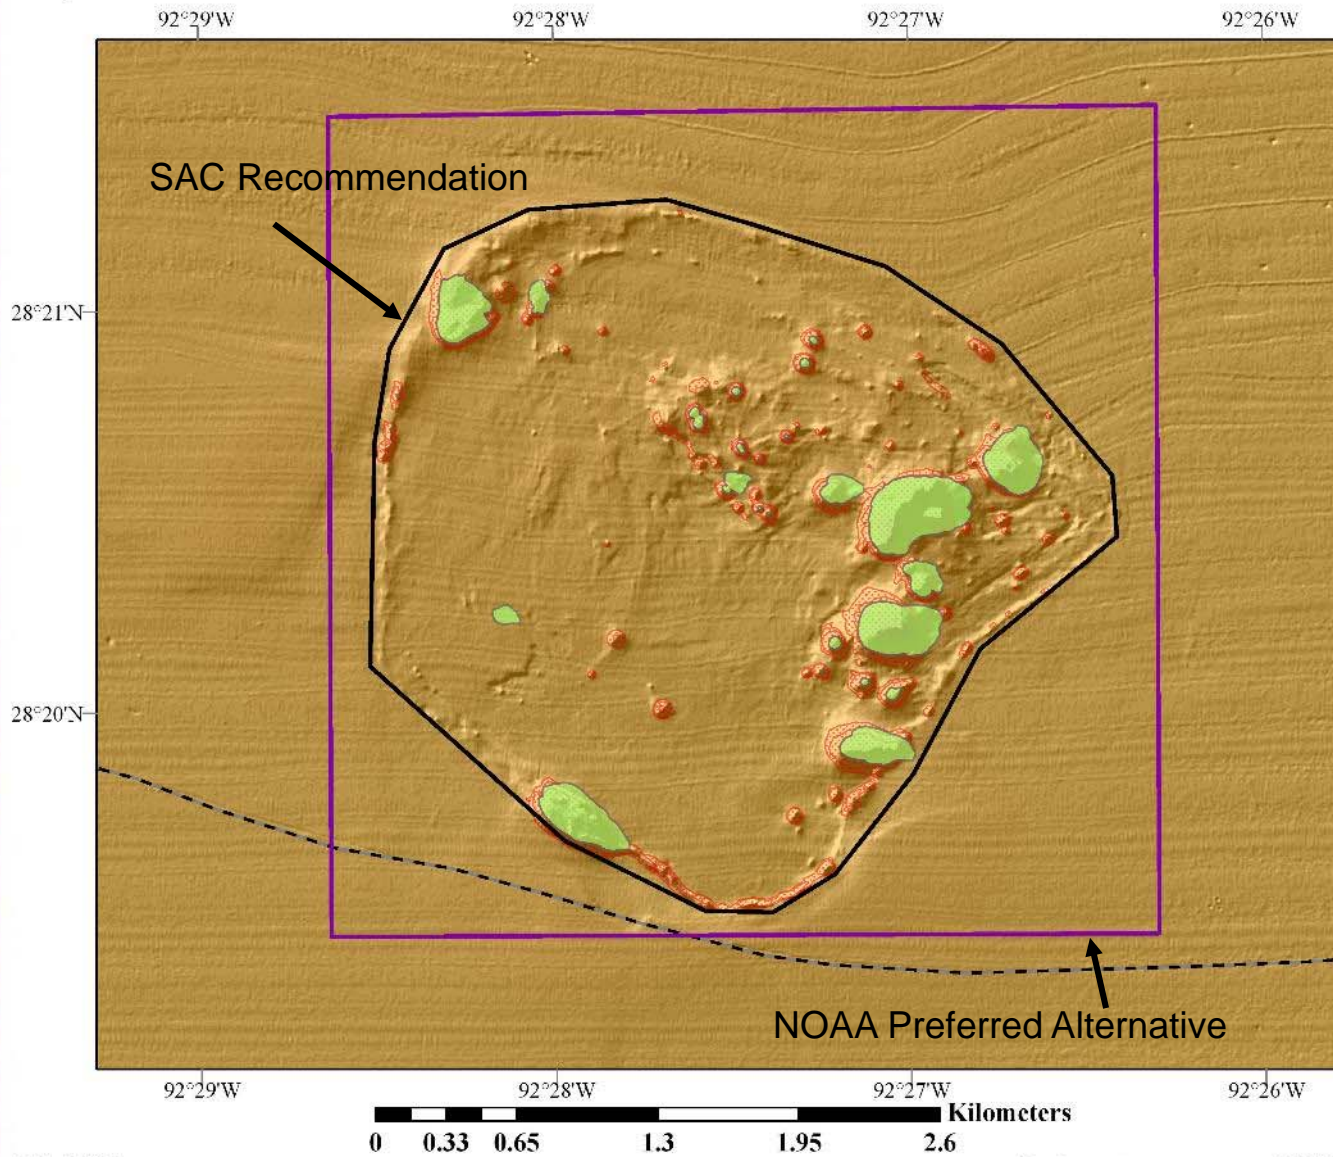 92°29'W 92°28'W 92°27'W 92°26'W
SAC Recommendation
28°21'N
28°20'N
NOAA Preferred Alternative
92°29'W 92°28'W 92°27'W 92°26'W
Kilometers
0 0.33 0.65 1.3 1.95 2.6